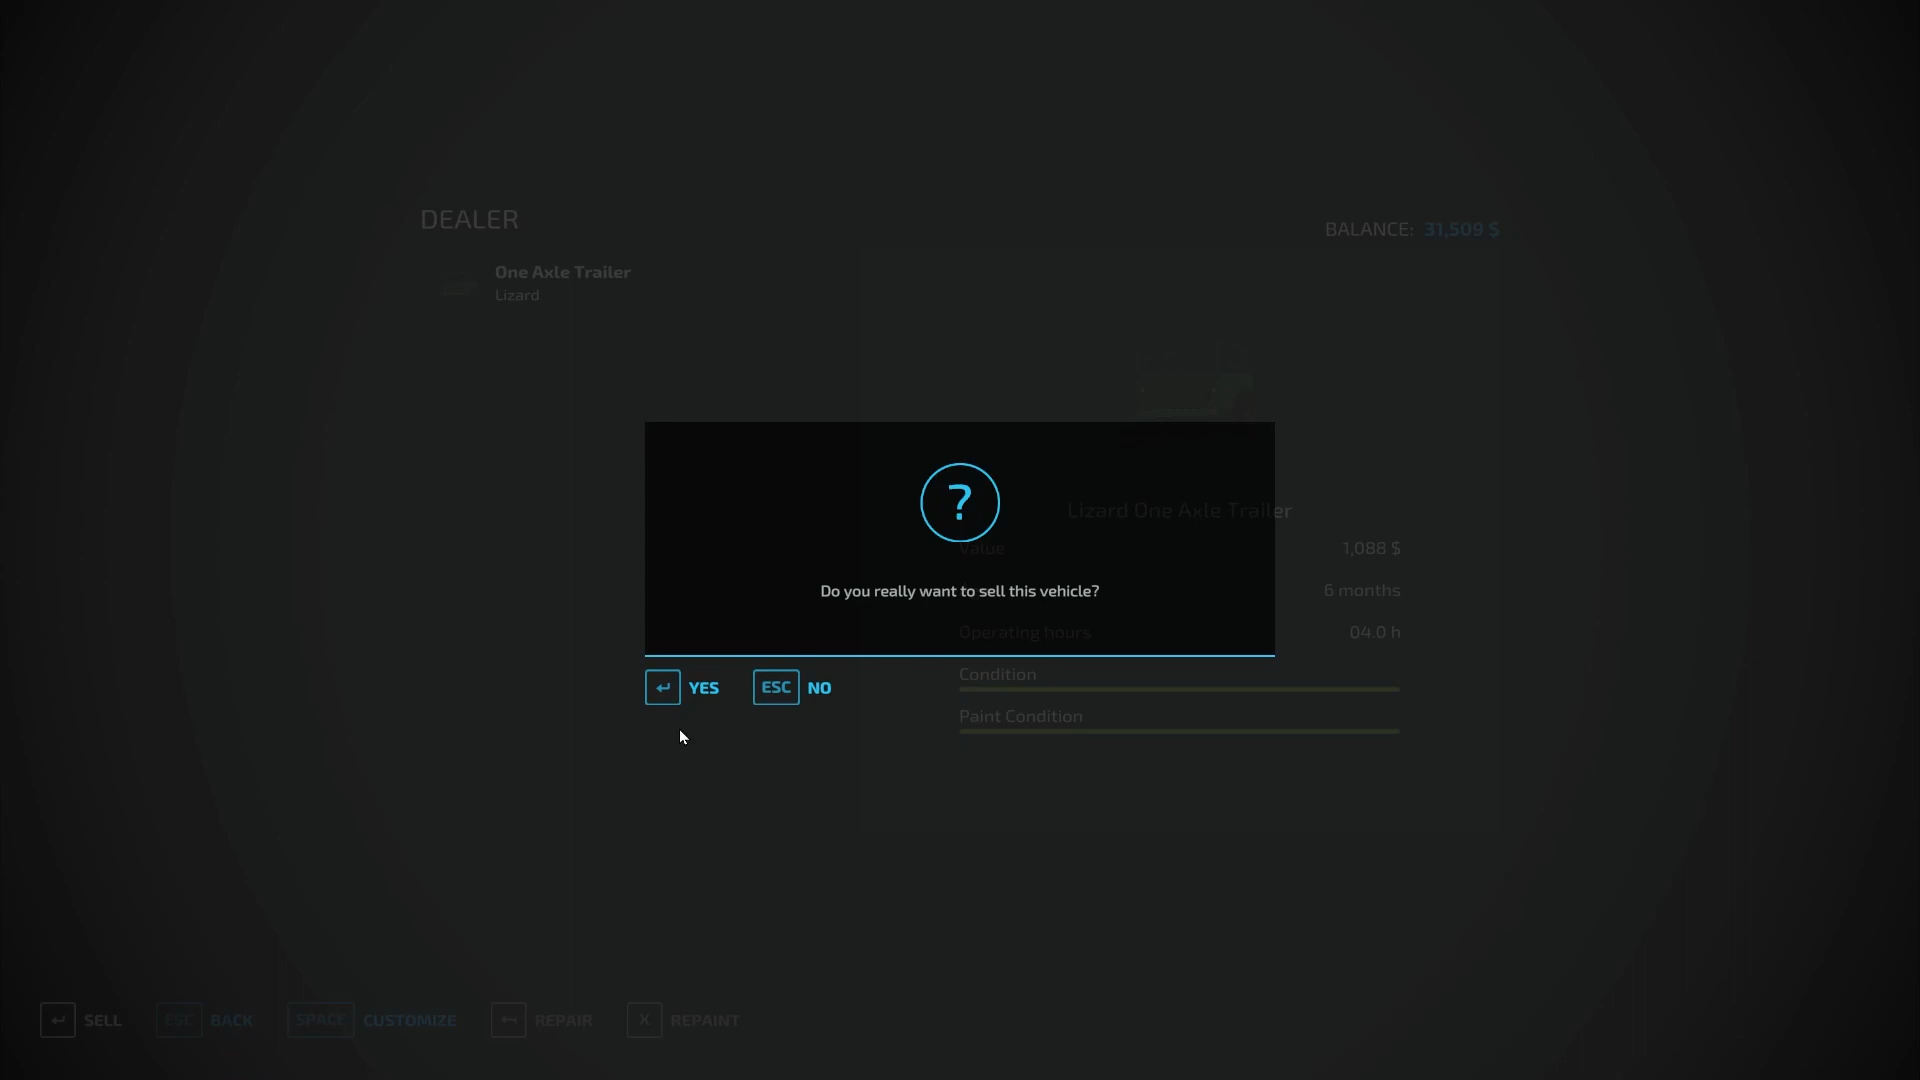 DEALER
BALANCE: 31,509 $
One Axle Trailer
Lizard
?
Lizard One Axle Trailer
Value 1,088 $
Do you really want to sell this vehicle?
6 months
Operating hours 04.0 h
Condition
↵ YES ESC NO
Paint Condition
↵ SELL ESC BACK SPACE CUSTOMIZE ← REPAIR X REPAINT